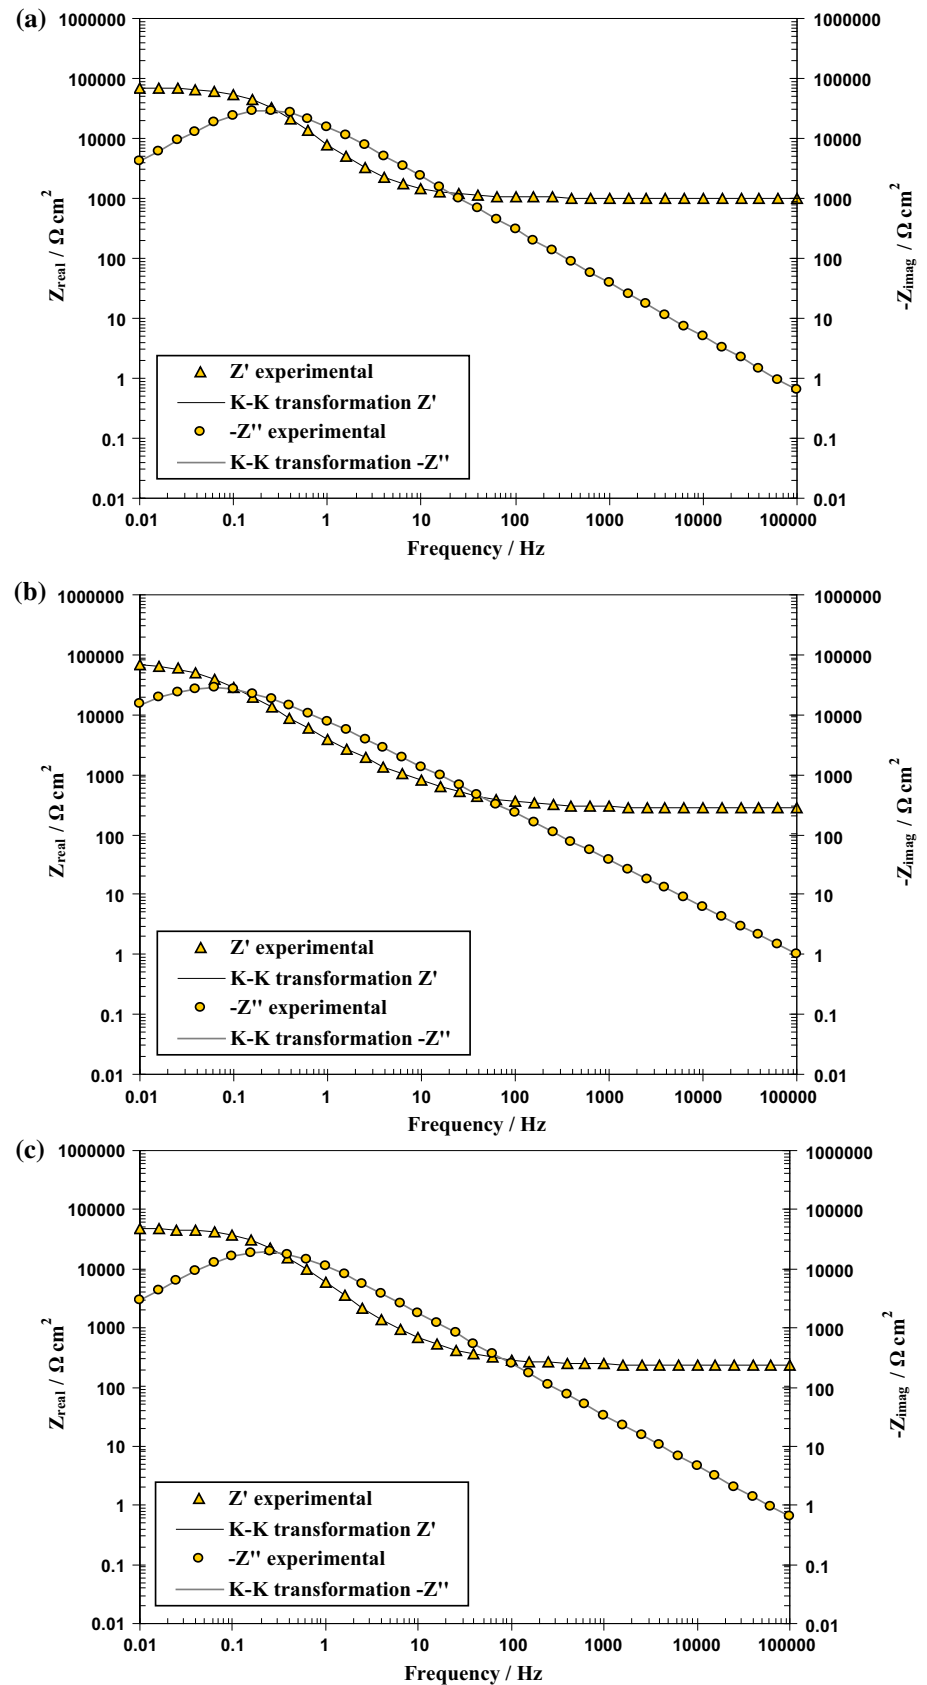 (a)
1000000 1000000
100000 100000
10000 10000
1000 1000
100 100
10 10
1 1
0.1 0.1
0.01 0.01
Zreal / Ω cm2
-Zimag / Ω cm2
Z' experimental
K-K transformation Z'
-Z'' experimental
K-K transformation -Z''
0.01 0.1 1 10 100 1000 10000 100000
Frequency / Hz
(b)
1000000 1000000
100000 100000
10000 10000
1000 1000
100 100
10 10
1 1
0.1 0.1
0.01 0.01
Zreal / Ω cm2
-Zimag / Ω cm2
Z' experimental
K-K transformation Z'
-Z'' experimental
K-K transformation -Z''
0.01 0.1 1 10 100 1000 10000 100000
Frequency / Hz
(c)
1000000 1000000
100000 100000
10000 10000
1000 1000
100 100
10 10
1 1
0.1 0.1
0.01 0.01
Zreal / Ω cm2
-Zimag / Ω cm2
Z' experimental
K-K transformation Z'
-Z'' experimental
K-K transformation -Z''
0.01 0.1 1 10 100 1000 10000 100000
Frequency / Hz